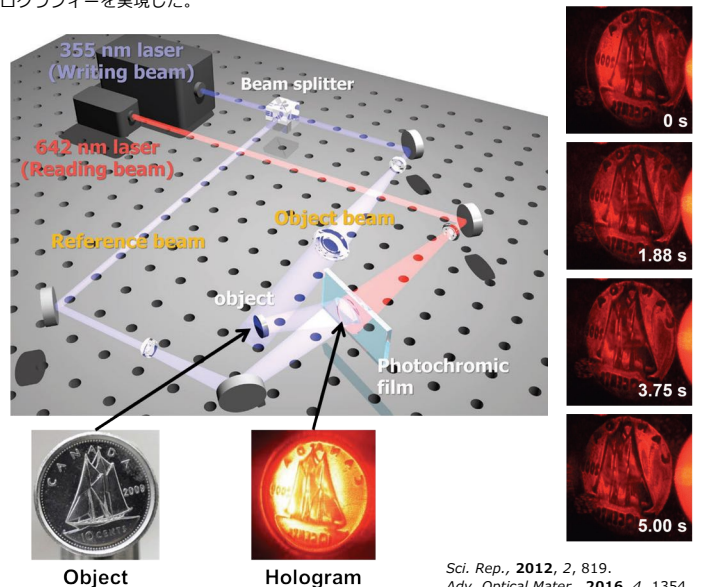 ログラフィーを実現した。
355 nm laser
(Writing beam)
Beam splitter
642 nm laser
(Reading beam)
Object beam
Reference beam
object
Photochromic
film
0 s
1.88 s
3.75 s
5.00 s
CANADA
2009
10 CENTS
Object
Hologram
Sci. Rep., 2012, 2, 819.
Adv. Optical Mater., 2016, 4, 1354.